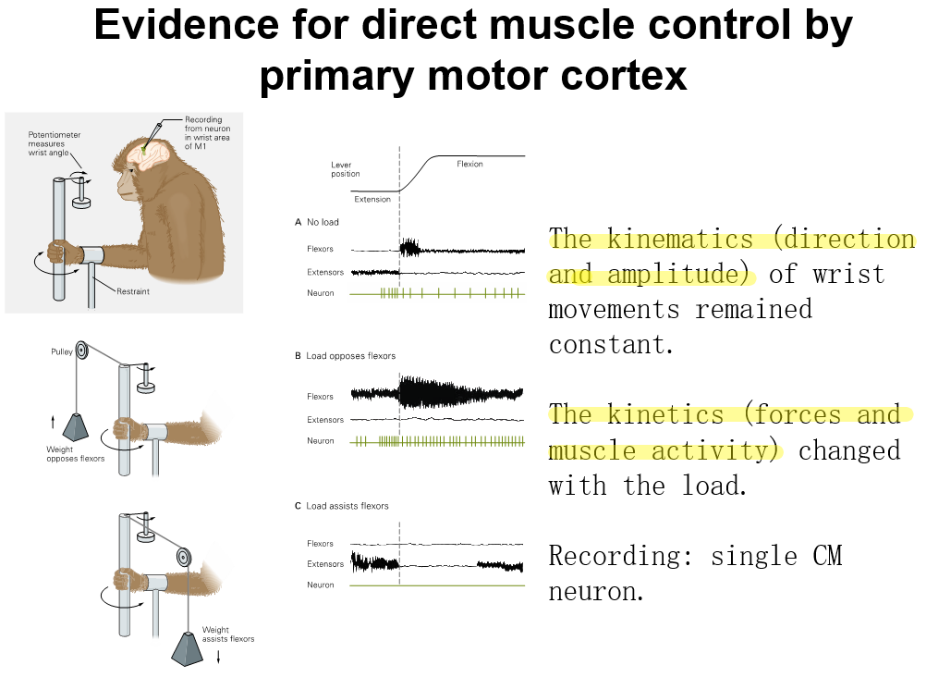 Evidence for direct muscle control by
primary motor cortex
Recording
from neuron
in wrist area
of M1
Potentiometer
measures
wrist angle
Restraint
Pulley
Weight
opposes flexors
Weight
assists flexors
Lever
position
Flexion
Extension
A No load
Flexors
Extensors
Neuron
B Load opposes flexors
Flexors
Extensors
Neuron
C Load assists flexors
Flexors
Extensors
Neuron
The kinematics (direction
and amplitude) of wrist
movements remained
constant.
The kinetics (forces and
muscle activity) changed
with the load.
Recording: single CM
neuron.